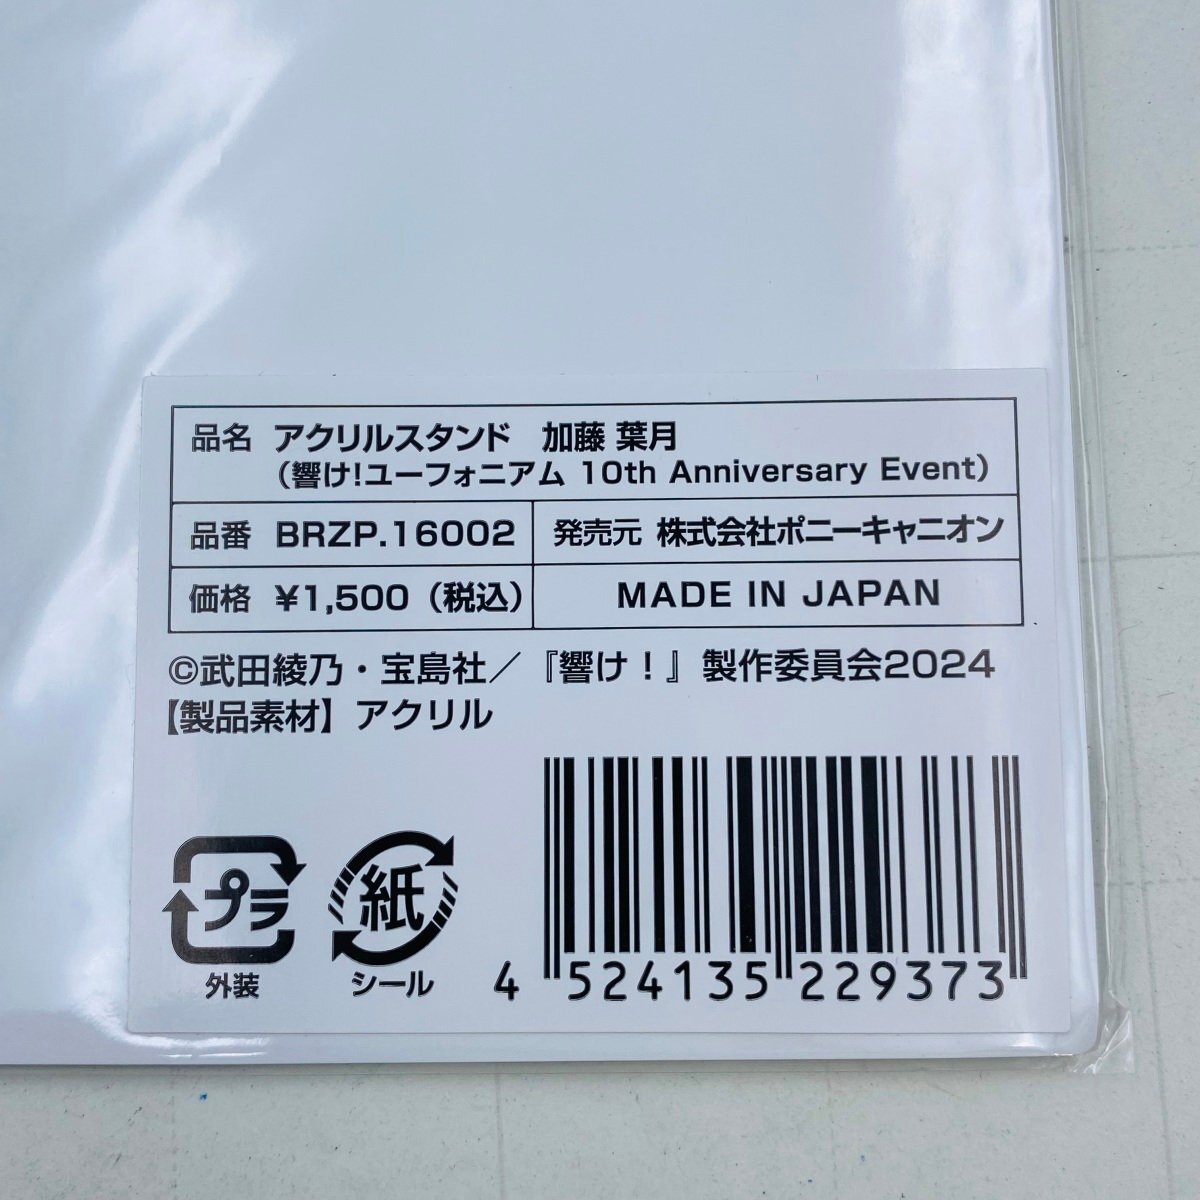 品名 アクリルスタンド 加藤 葉月
（響け!ユーフォニアム 10th Anniversary Event）
品番 BRZP.16002 発売元 株式会社ポニーキャニオン
価格 ¥1,500（税込） MADE IN JAPAN
©武田綾乃・宝島社／『響け！』製作委員会2024
【製品素材】アクリル
プラ 紙
外装 シール
4 524135 229373